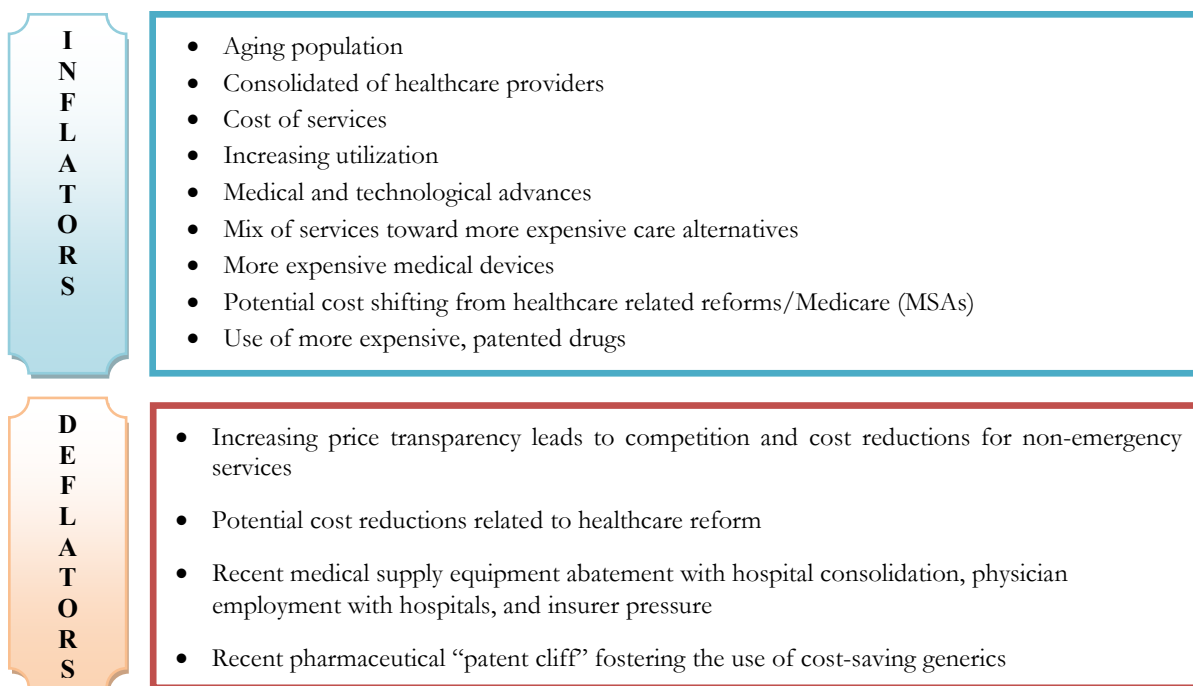 INFLATORS
• Aging population
• Consolidated of healthcare providers
• Cost of services
• Increasing utilization
• Medical and technological advances
• Mix of services toward more expensive care alternatives
• More expensive medical devices
• Potential cost shifting from healthcare related reforms/Medicare (MSAs)
• Use of more expensive, patented drugs
DEFLATORS
• Increasing price transparency leads to competition and cost reductions for non-emergency
services
• Potential cost reductions related to healthcare reform
• Recent medical supply equipment abatement with hospital consolidation, physician
employment with hospitals, and insurer pressure
• Recent pharmaceutical “patent cliff” fostering the use of cost-saving generics